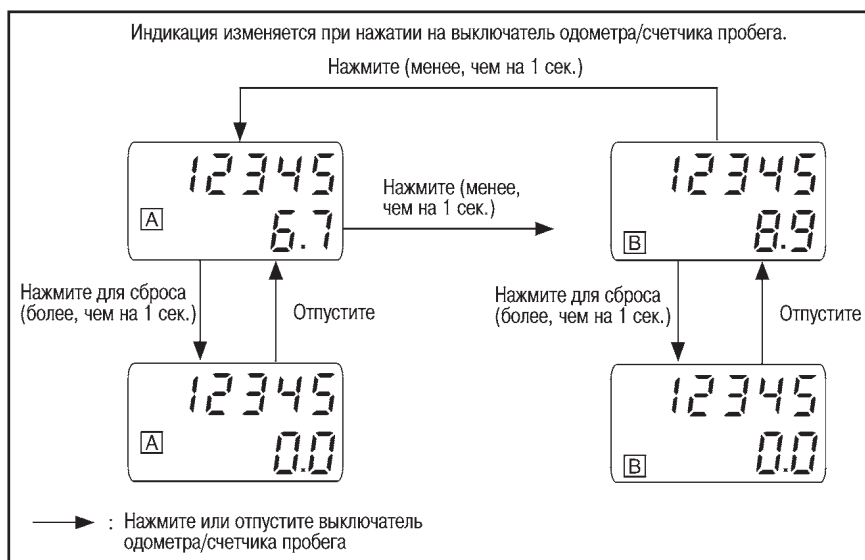 Индикация изменяется при нажатии на выключатель одометра/счетчика пробега.
Нажмите (менее, чем на 1 сек.)
12345
A 6.7
Нажмите (менее,
чем на 1 сек.)
12345
B 8.9
Нажмите для сброса
(более, чем на 1 сек.)
Отпустите
Нажмите для сброса
(более, чем на 1 сек.)
Отпустите
12345
A 0.0
12345
B 0.0
: Нажмите или отпустите выключатель
одометра/счетчика пробега